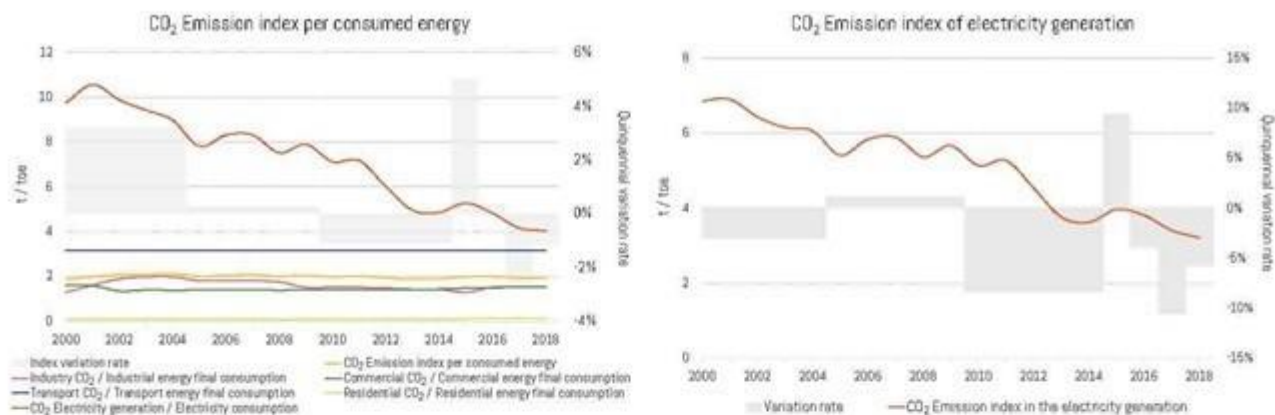 CO₂ Emission index per consumed energy
12
10
8
6
4
2
0
t / toe
6%
4%
2%
0%
-2%
-4%
Quinquennial variation rate
2000 2002 2004 2006 2008 2010 2012 2014 2016 2018
Index variation rate
CO₂ Emission index per consumed energy
Industry CO₂ / Industrial energy final consumption
Commercial CO₂ / Commercial energy final consumption
Transport CO₂ / Transport energy final consumption
Residential CO₂ / Residential energy final consumption
CO₂ Electricity generation / Electricity consumption
CO₂ Emission index of electricity generation
8
6
4
2
0
t / toe
15%
10%
5%
0%
-5%
-10%
-15%
Quinquennial variation rate
2000 2002 2004 2006 2008 2010 2012 2014 2016 2018
Variation rate
CO₂ Emission index in the electricity generation